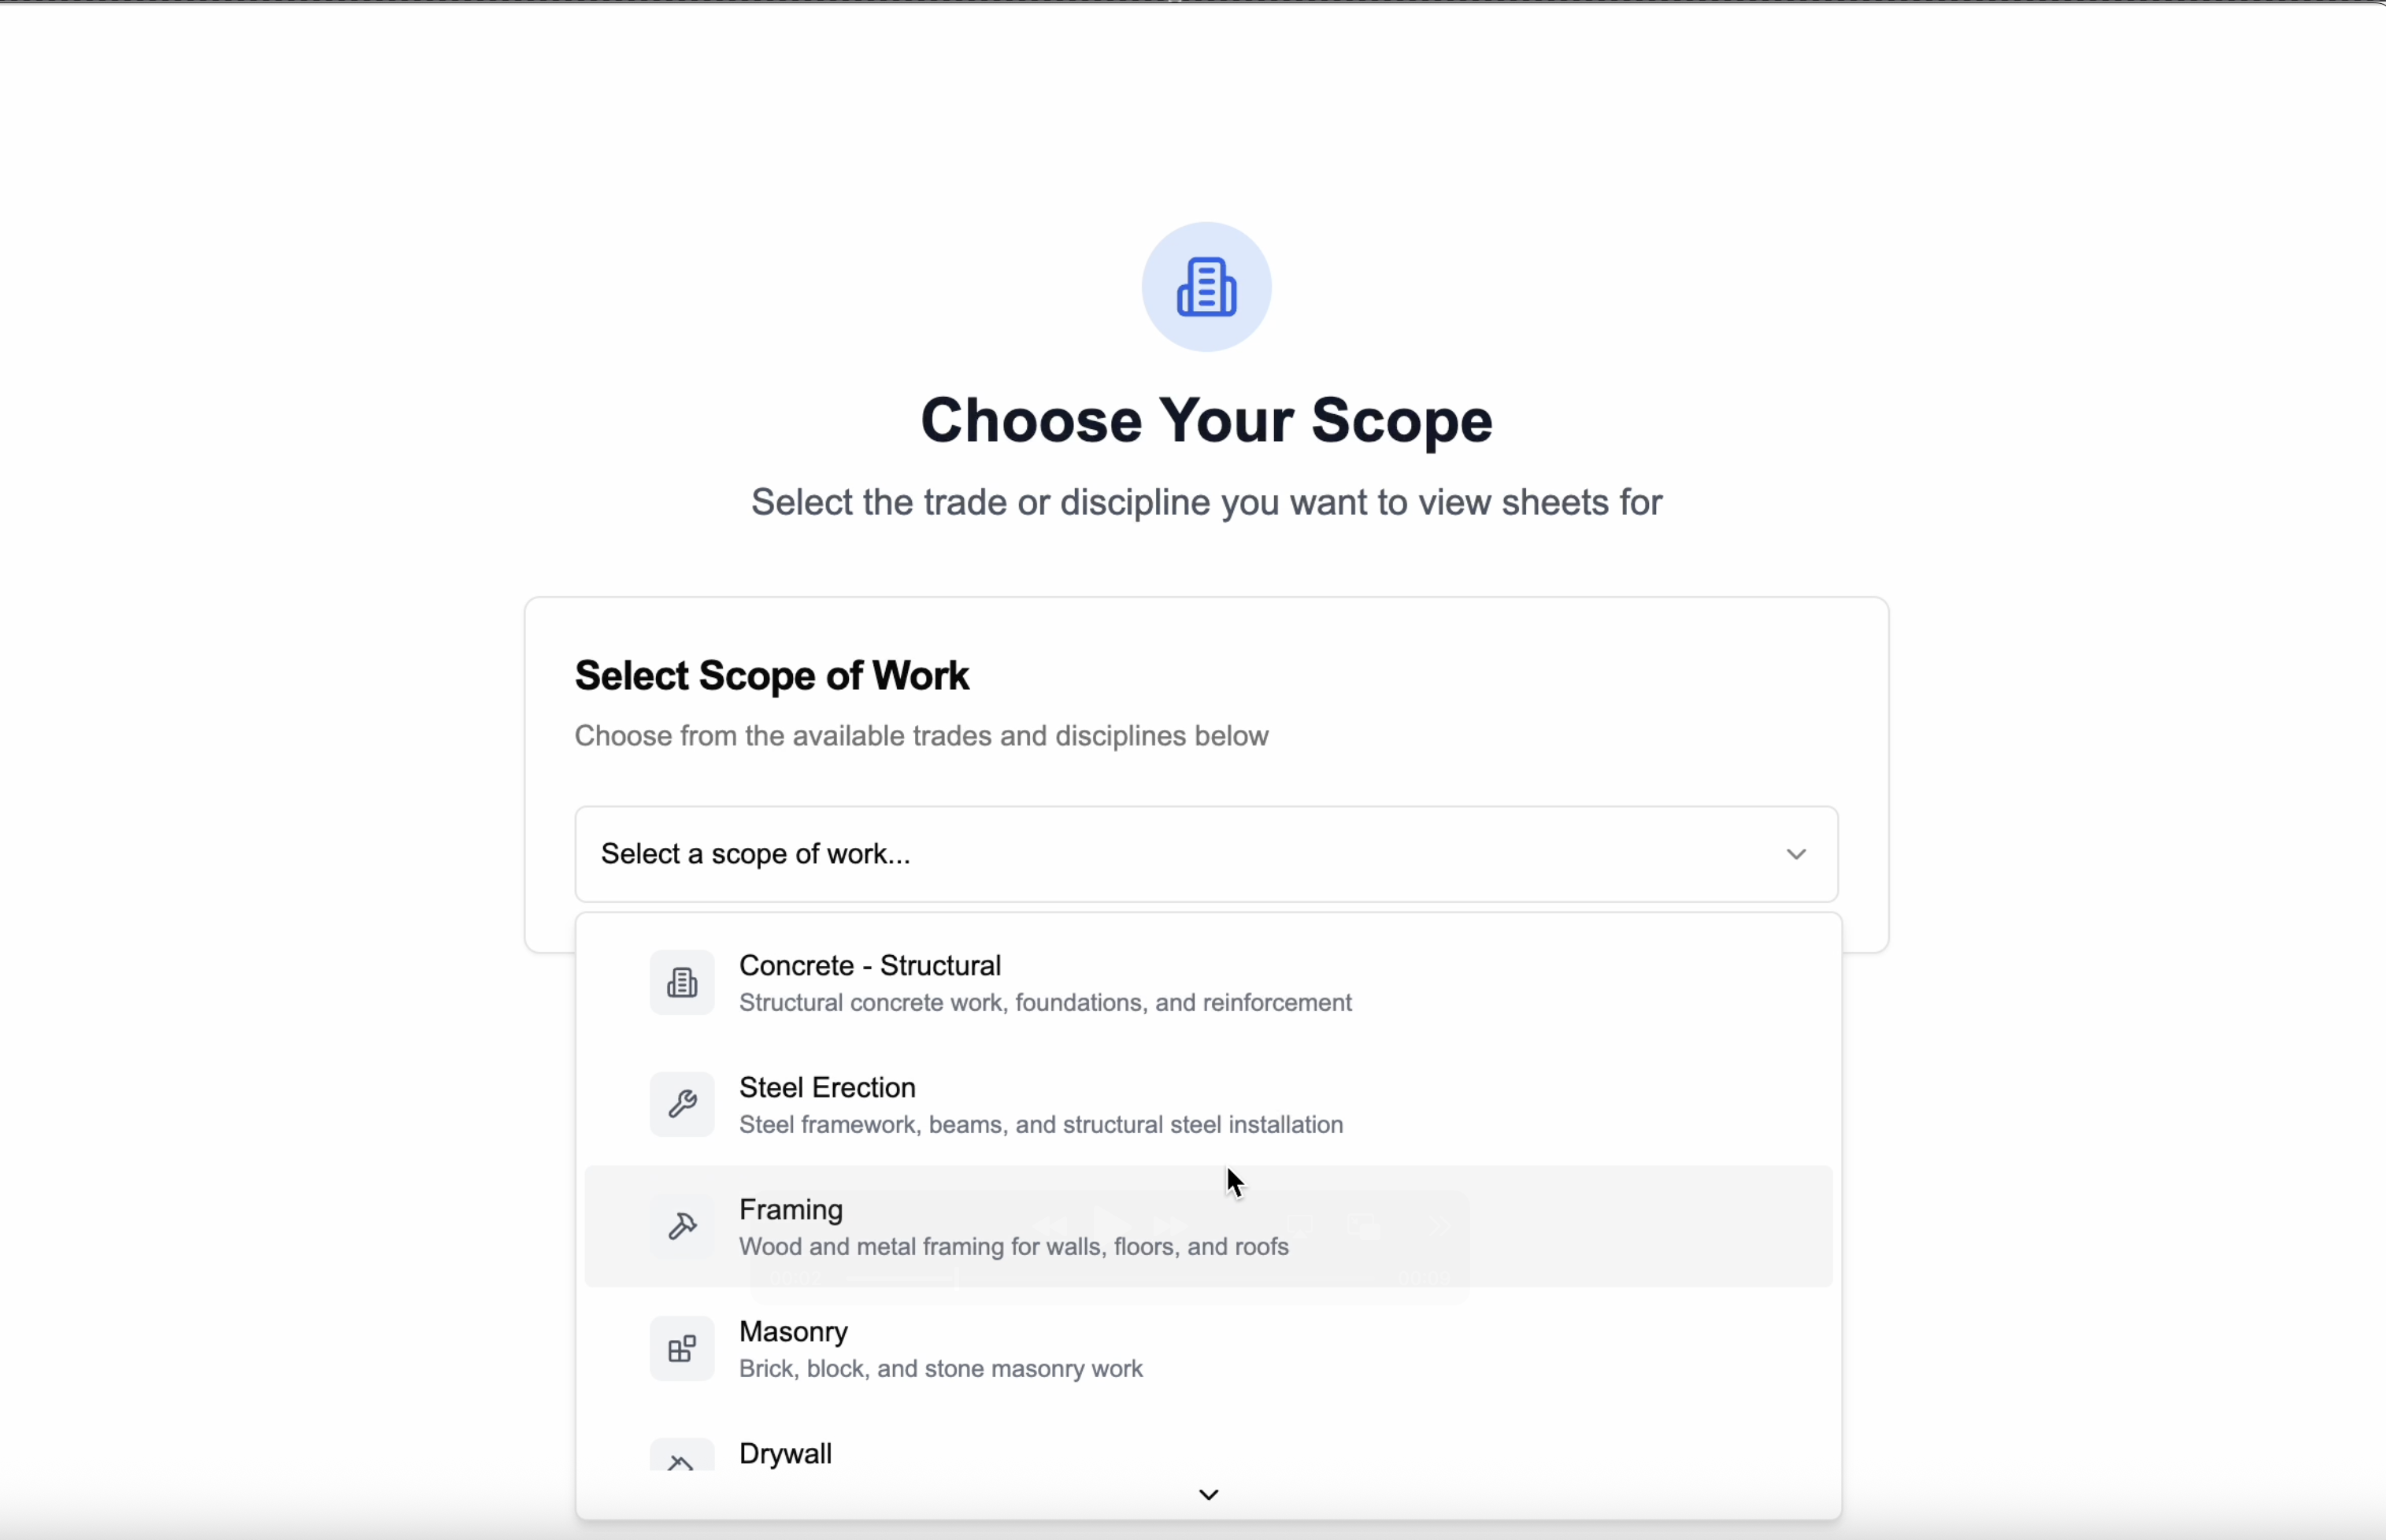 Choose Your Scope
Select the trade or discipline you want to view sheets for
Select Scope of Work
Choose from the available trades and disciplines below
Select a scope of work...
Concrete - Structural
Structural concrete work, foundations, and reinforcement
Steel Erection
Steel framework, beams, and structural steel installation
Framing
Wood and metal framing for walls, floors, and roofs
Masonry
Brick, block, and stone masonry work
Drywall